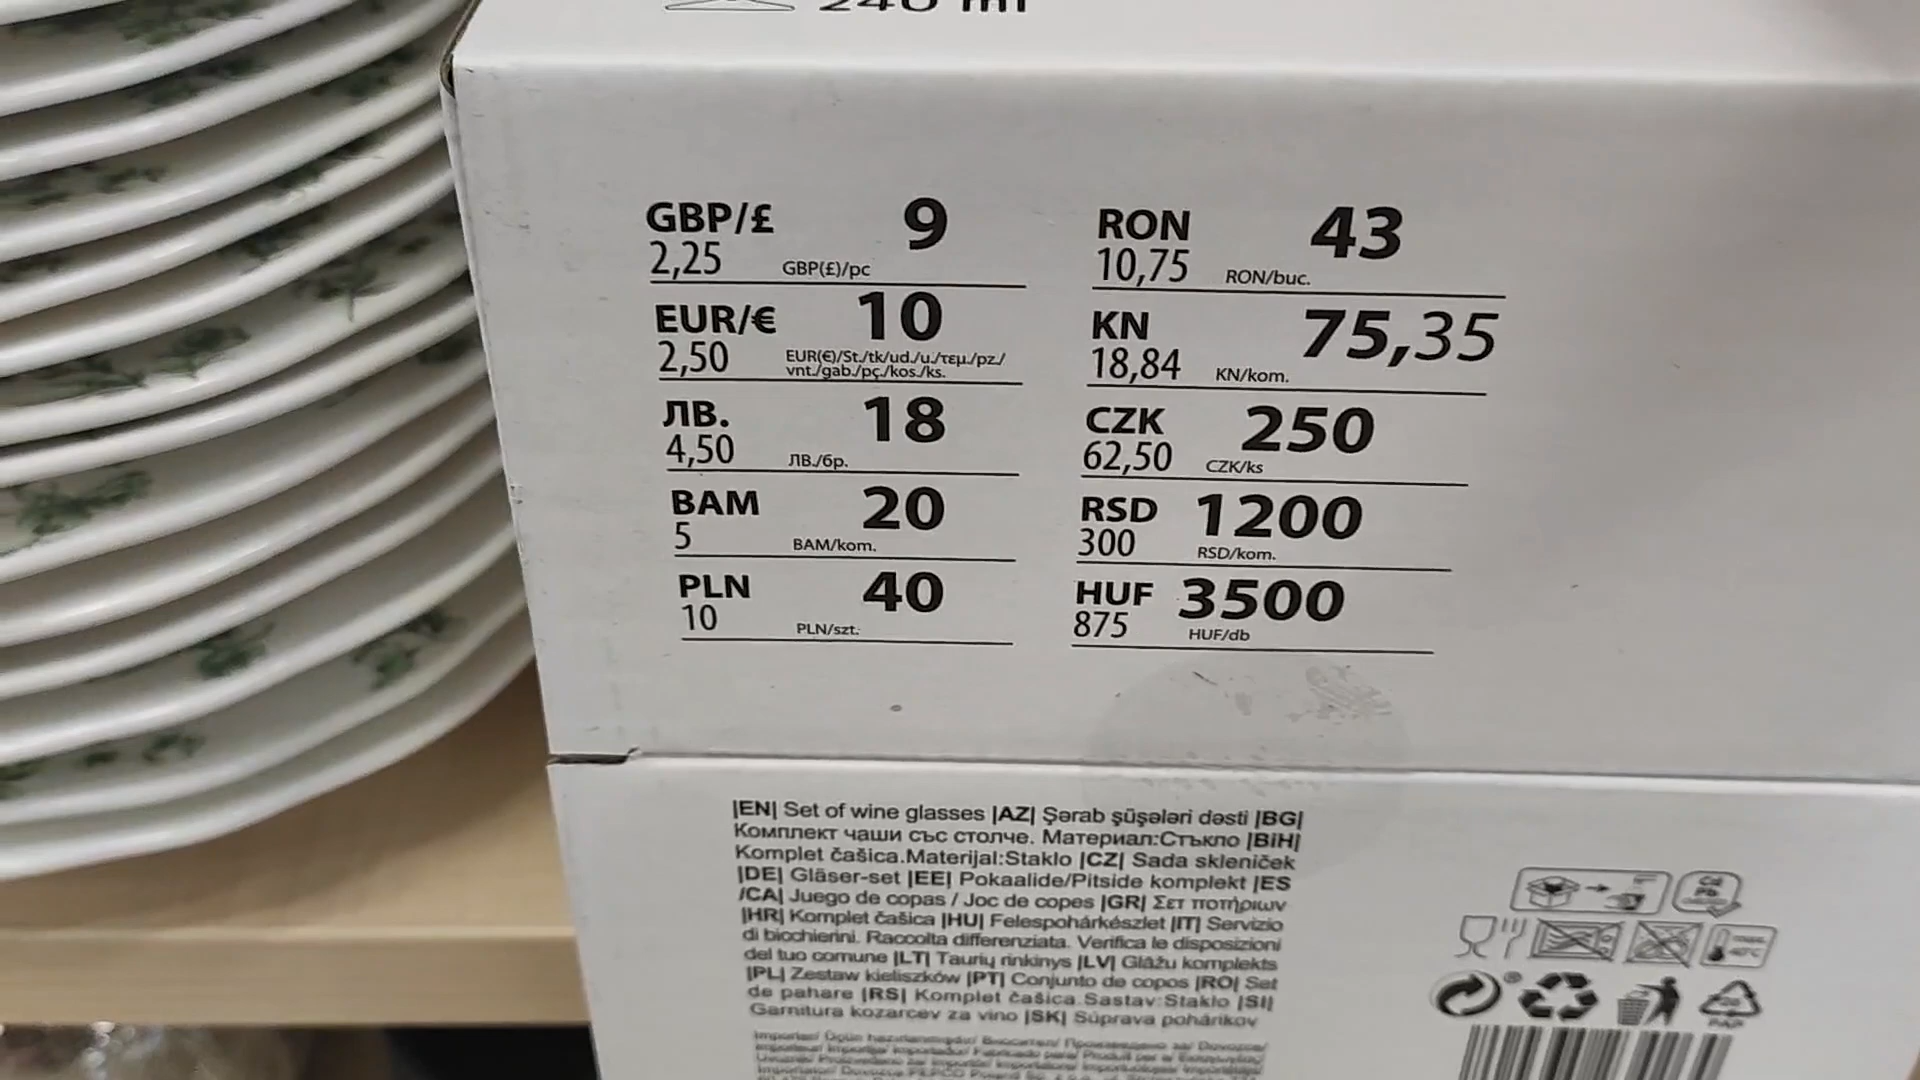 240 ml
GBP/£ 9
2,25 GBP(£)/pc
EUR/€ 10
2,50 EUR(€)/St./tk/ud./u./τεμ./pz./
vnt./gab./pç./kos./ks.
ЛВ. 18
4,50 ЛВ./бр.
BAM 20
5 BAM/kom.
PLN 40
10 PLN/szt.
RON 43
10,75 RON/buc.
KN 75,35
18,84 KN/kom.
CZK 250
62,50 CZK/ks
RSD 1200
300 RSD/kom.
HUF 3500
875 HUF/db
|EN| Set of wine glasses |AZ| Şərab şüşələri dəsti |BG|
Комплект чаши със столче. Материал:Стъкло |BiH|
Komplet čašica.Materijal:Staklo |CZ| Sada skleniček
|DE| Gläser-set |EE| Pokaalide/Pitside komplekt |ES
/CA| Juego de copas / Joc de copes |GR| Σετ ποτήριων
|HR| Komplet čašica |HU| Felespohárkészlet |IT| Servizio
di biochierini. Raccolta differenziata. Verifica le disposizioni
del tuo comune |LT| Taurių rinkinys |LV| Glāžu komplekts
|PL| Zestaw kieliszków |PT| Conjunto de copos |RO| Set
de pahare |RS| Komplet čašica.Sastav:Staklo |SI|
Garnitura kozarcev za vino |SK| Súprava pohárikov
Cd
Pb
PAP